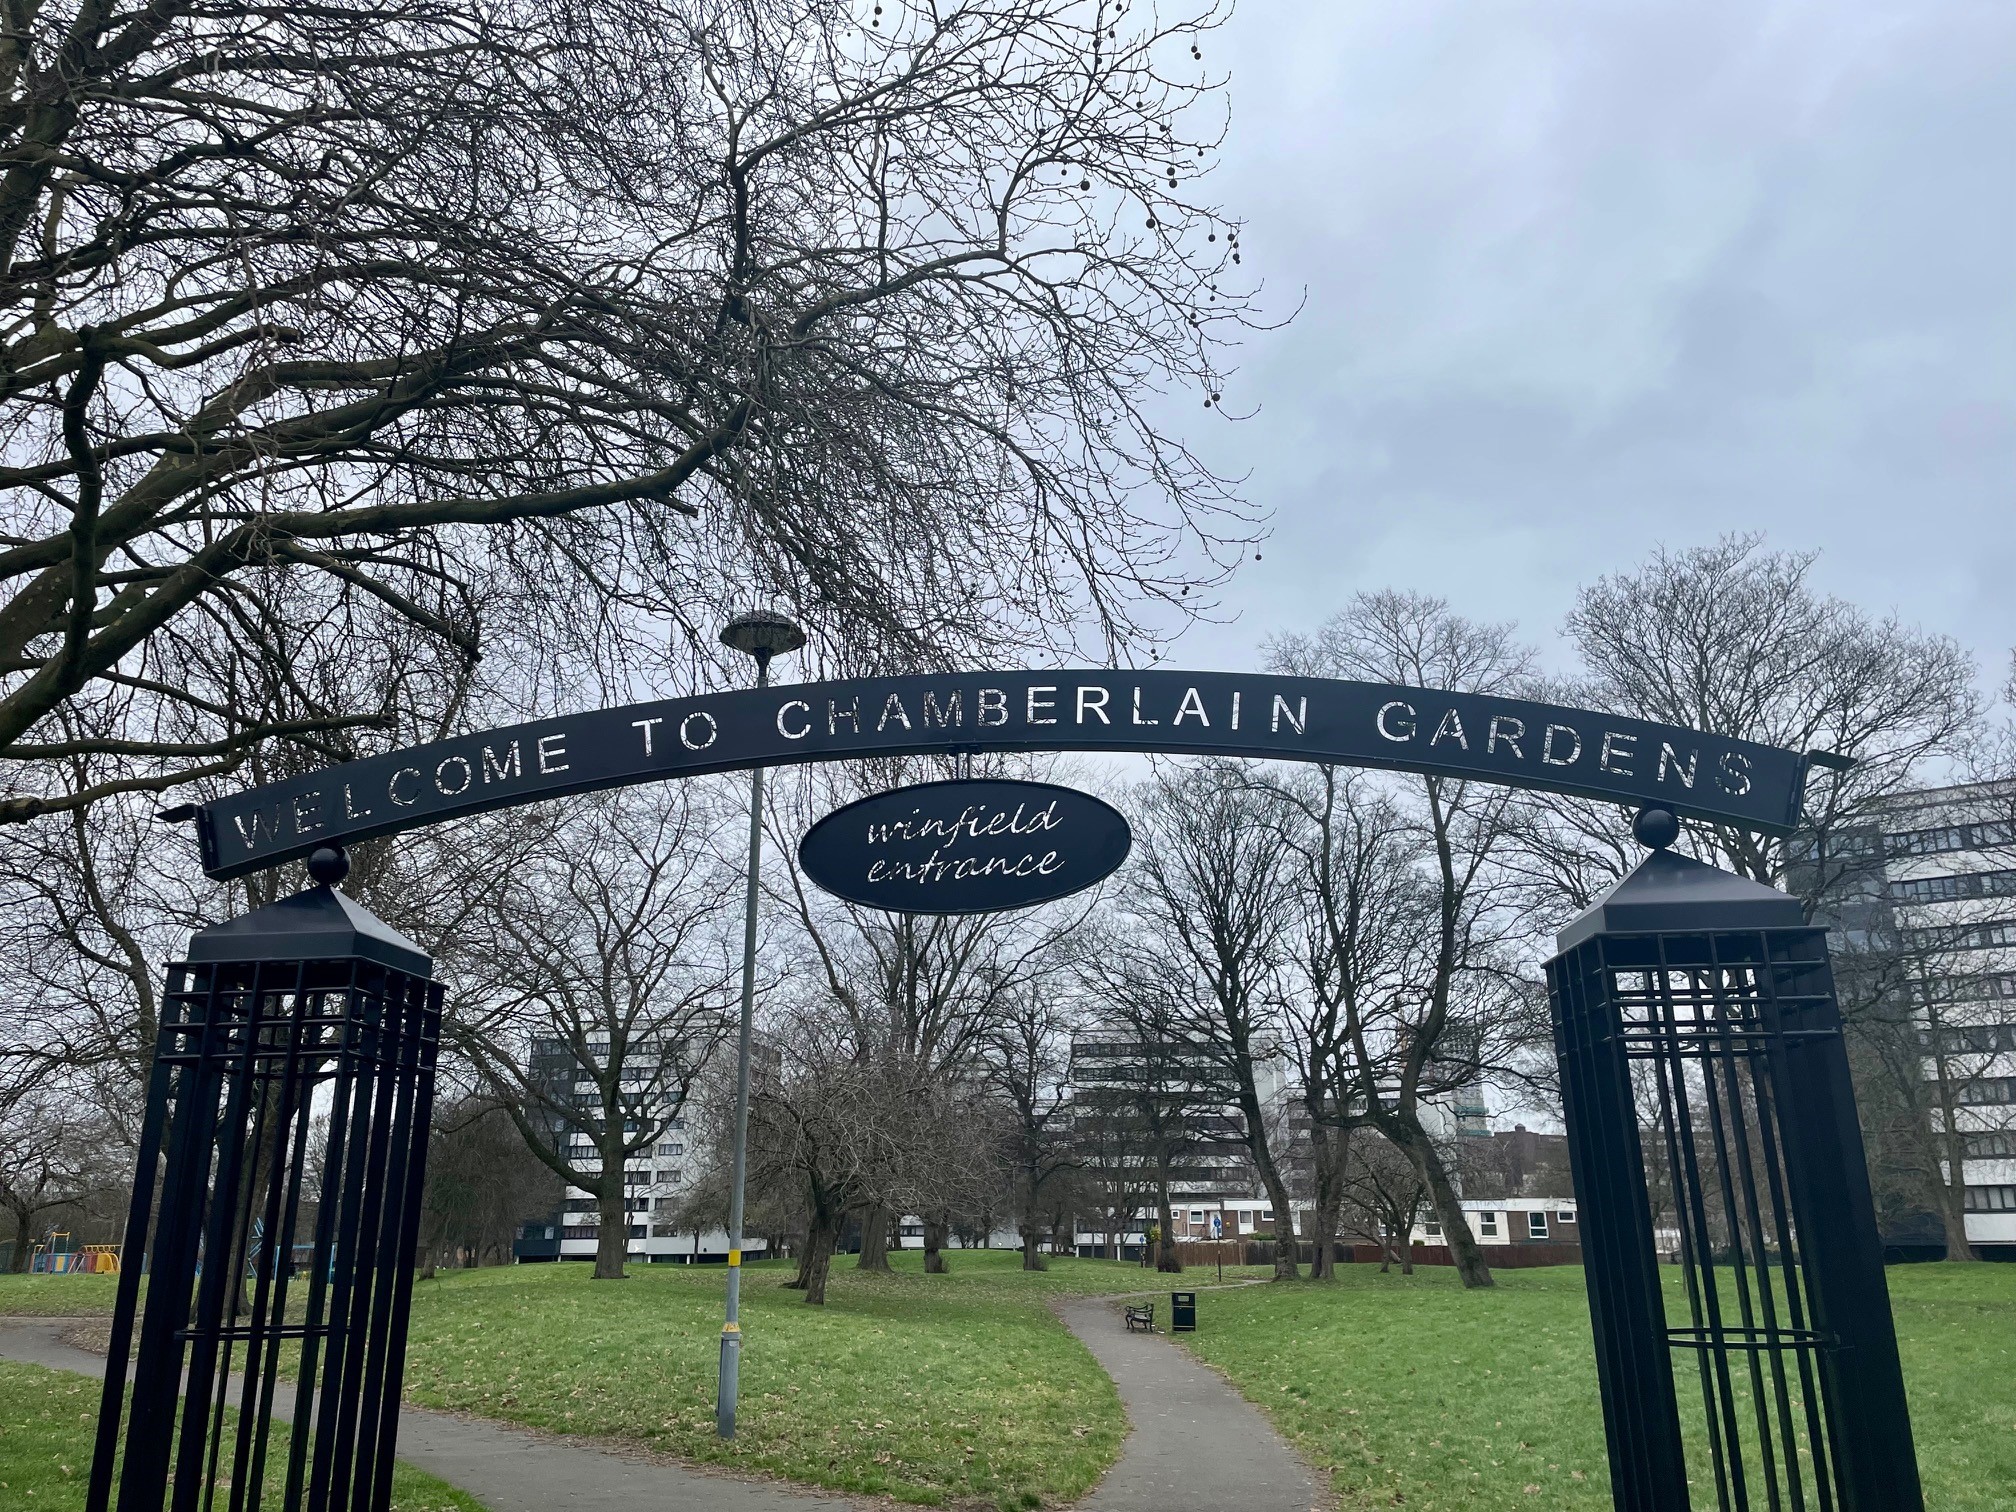 WELCOME TO CHAMBERLAIN GARDENS
winfield
entrance